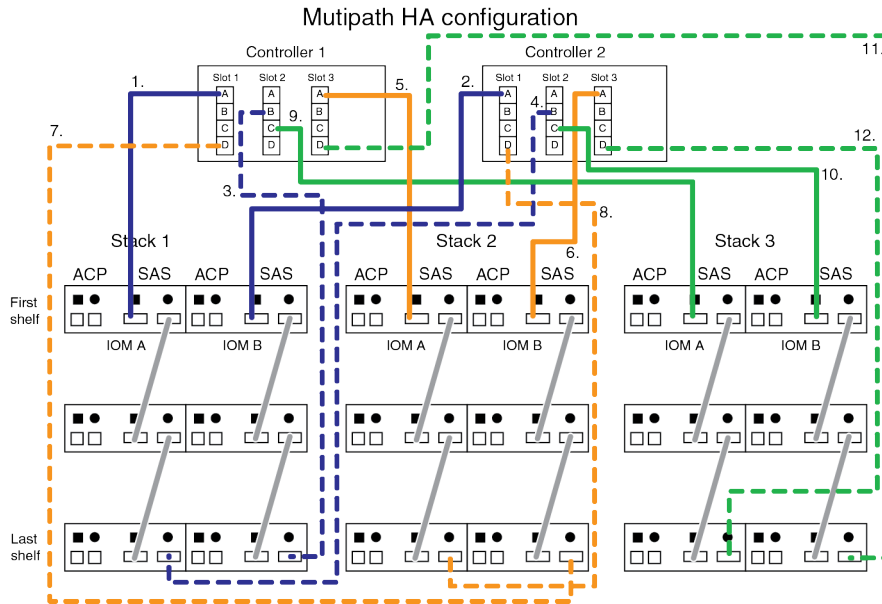 Mutipath HA configuration
11.
Controller 1 Controller 2
Slot 1 Slot 2 Slot 3 Slot 1 Slot 2 Slot 3
1. 5. 2.
A A A A A A
B B B 4. B B B
9.
7. C C C C C C 12.
D D D D D D
3. 10.
8.
Stack 1 Stack 2 6. Stack 3
ACP SAS ACP SAS ACP SAS ACP SAS ACP SAS ACP SAS
First
shelf
IOM A IOM B IOM A IOM B IOM A IOM B
Last
shelf